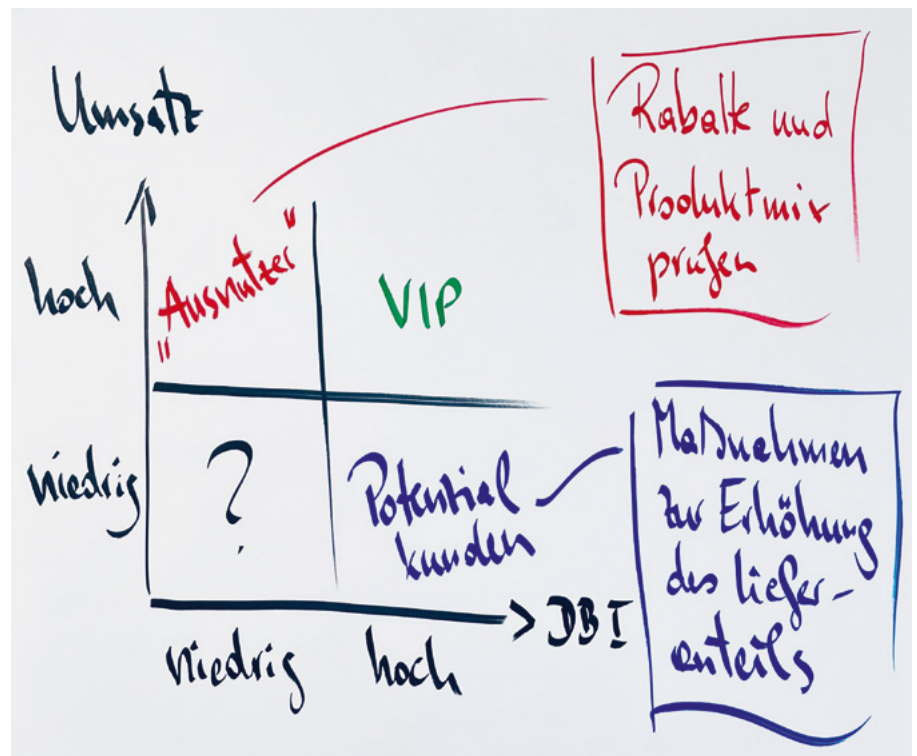 Umsatz
hoch
niedrig
„Ausnutzer“
VIP
?
Potential
kunden
niedrig
hoch
DB I
Rabatte und
Produktmix
prüfen
Maßnahmen
zur Erhöhung
des Liefer-
anteils